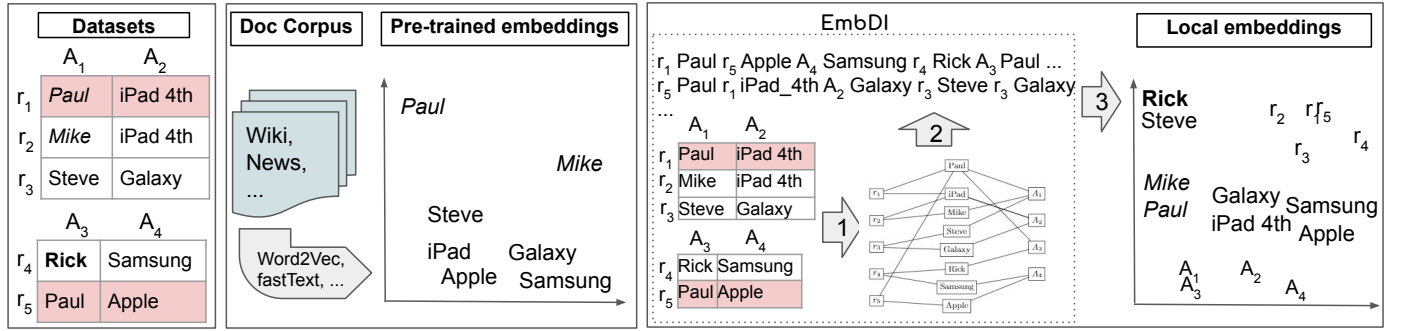 Datasets
A1 A2
r1 Paul iPad 4th
r2 Mike iPad 4th
r3 Steve Galaxy
A3 A4
r4 Rick Samsung
r5 Paul Apple
Doc Corpus
Wiki,
News,
...
Word2Vec,
fastText, ...
Pre-trained embeddings
Paul
Mike
Steve
iPad Galaxy
Apple Samsung
EmbDI
r1 Paul r5 Apple A4 Samsung r4 Rick A3 Paul ...
r5 Paul r1 iPad_4th A2 Galaxy r3 Steve r3 Galaxy
...
A1 A2
r1 Paul iPad 4th
r2 Mike iPad 4th
r3 Steve Galaxy
A3 A4
r4 Rick Samsung
r5 Paul Apple
1
2
Paul
r1 iPad A1
r2 Mike A2
Steve
r3 Galaxy A3
r4 Rick A4
Samsung
r5 Apple
3
Local embeddings
Rick
Steve
r2 r1 r5
r3 r4
Mike
Paul
Galaxy Samsung
iPad 4th Apple
A1 A2
A3 A4